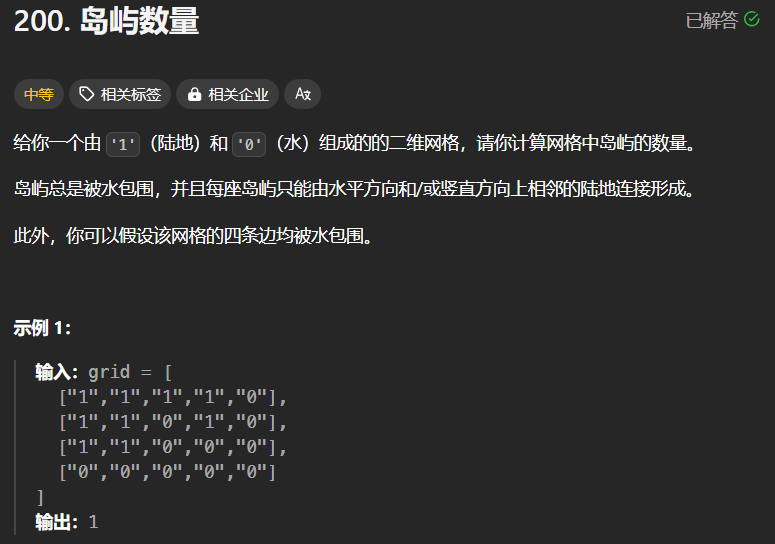 200. 岛屿数量
已解答
中等
相关标签
相关企业
给你一个由 '1'（陆地）和 '0'（水）组成的的二维网格，请你计算网格中岛屿的数量。
岛屿总是被水包围，并且每座岛屿只能由水平方向和/或竖直方向上相邻的陆地连接形成。
此外，你可以假设该网格的四条边均被水包围。
示例 1：
输入：grid = [
["1","1","1","1","0"],
["1","1","0","1","0"],
["1","1","0","0","0"],
["0","0","0","0","0"]
]
输出：1